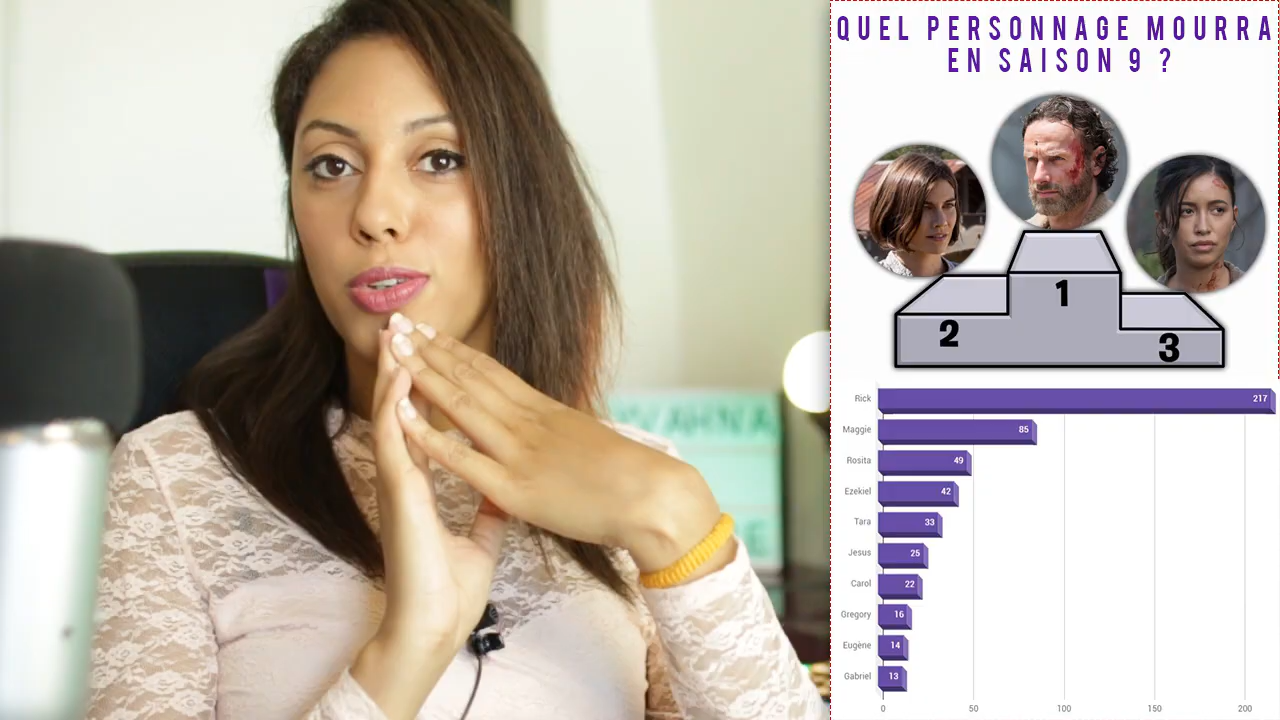 QUEL PERSONNAGE MOURRA
EN SAISON 9 ?
1
2
3
Rick 217
Maggie 85
Rosita 49
Ezekiel 42
Tara 33
Jesus 25
Carol 22
Gregory 16
Eugène 14
Gabriel 13
0 50 100 150 200